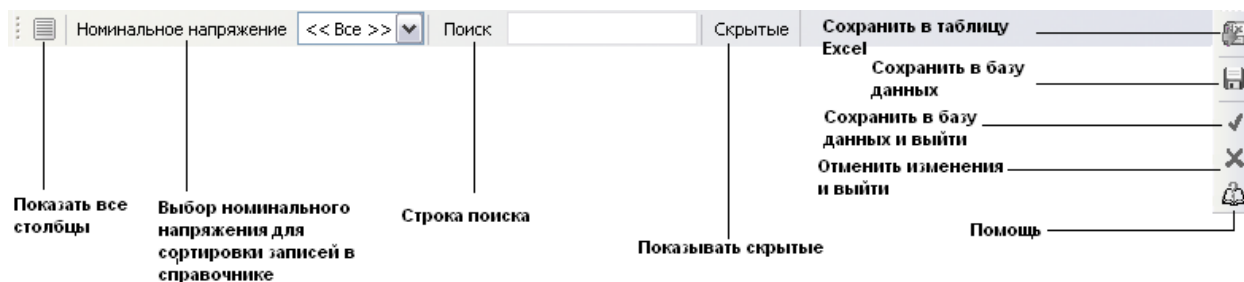 Номинальное напряжение << Все >> Поиск Скрытые
Сохранить в таблицу
Excel
Сохранить в базу
данных
Сохранить в базу
данных и выйти
Отменить изменения
и выйти
Помощь
Показать все
столбцы
Выбор номинального
напряжения для
сортировки записей в
справочнике
Строка поиска
Показывать скрытые